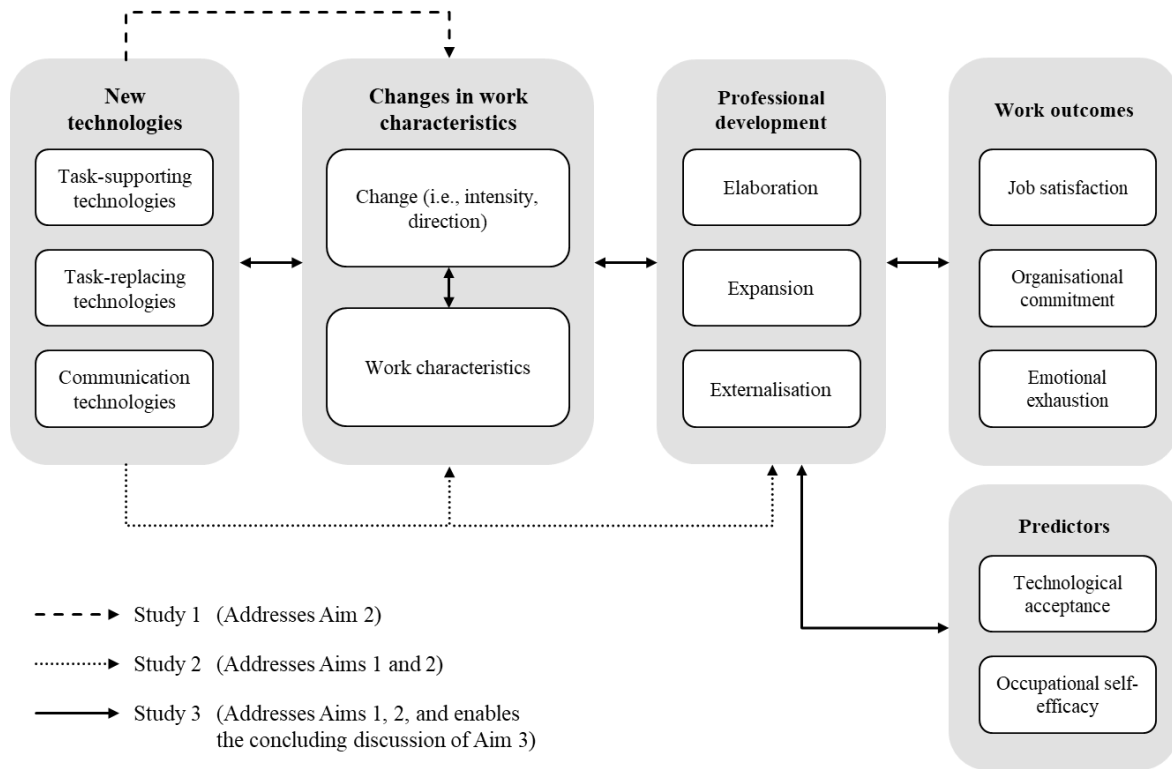 New
technologies
Task-supporting
technologies
Task-replacing
technologies
Communication
technologies
Changes in work
characteristics
Change (i.e., intensity,
direction)
Work characteristics
Professional
development
Elaboration
Expansion
Externalisation
Work outcomes
Job satisfaction
Organisational
commitment
Emotional
exhaustion
Predictors
Technological
acceptance
Occupational self-
efficacy
Study 1 (Addresses Aim 2)
Study 2 (Addresses Aims 1 and 2)
Study 3 (Addresses Aims 1, 2, and enables
the concluding discussion of Aim 3)